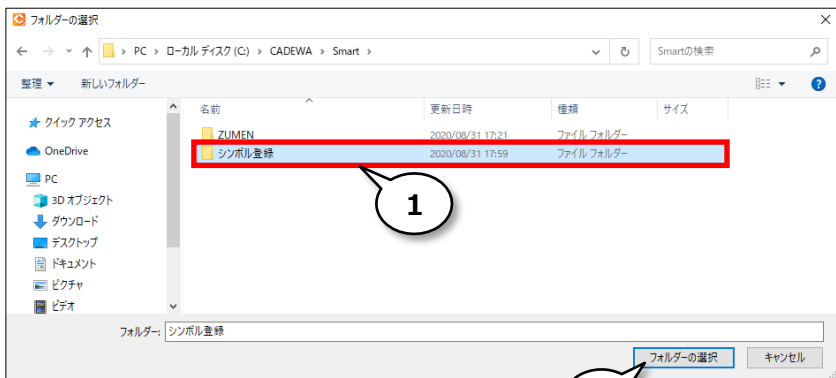 フォルダーの選択
PC › ローカル ディスク (C:) › CADEWA › Smart ›
Smartの検索
整理 新しいフォルダー
名前 更新日時 種類 サイズ
クイック アクセス
OneDrive
PC
3D オブジェクト
ダウンロード
デスクトップ
ドキュメント
ピクチャ
ビデオ
ZUMEN 2020/08/31 17:21 ファイル フォルダー
シンボル登録 2020/08/31 17:59 ファイル フォルダー
1
フォルダー: シンボル登録
フォルダーの選択 キャンセル